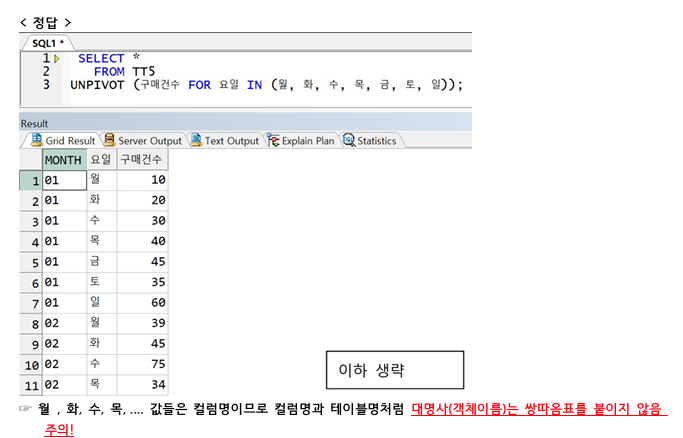 < 정답 >
SQL1 *
1 SELECT *
2 FROM TT5
3 UNPIVOT (구매건수 FOR 요일 IN (월, 화, 수, 목, 금, 토, 일));
Result
Grid Result Server Output Text Output Explain Plan Statistics
MONTH 요일 구매건수
1 01 월 10
2 01 화 20
3 01 수 30
4 01 목 40
5 01 금 45
6 01 토 35
7 01 일 60
8 02 월 39
9 02 화 45
10 02 수 75
11 02 목 34
이하 생략
☞ 월 , 화, 수, 목, .... 값들은 컬럼명이므로 컬럼명과 테이블명처럼 대명사(객체이름)는 쌍따옴표를 붙이지 않음
주의!